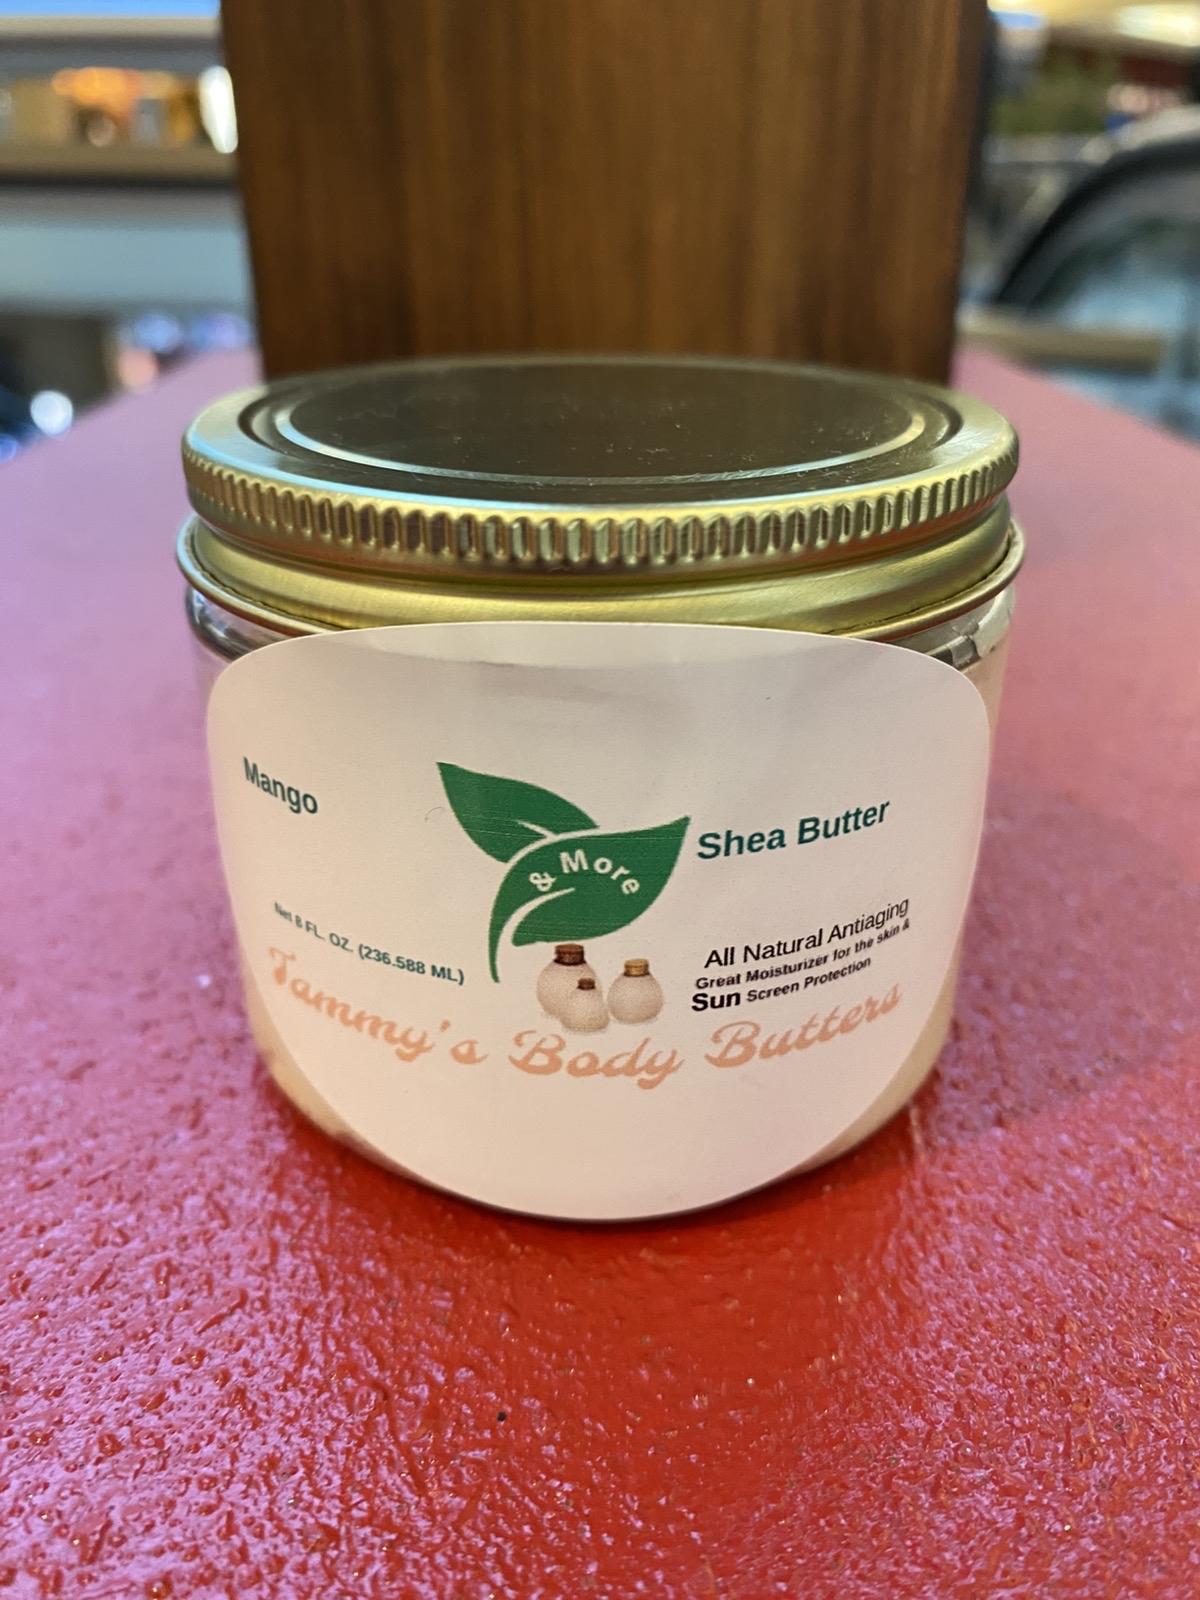 Mango
& More
Shea Butter
Net 8 FL. OZ. (236.588 ML)
All Natural Antiaging
Great Moisturizer for the skin &
Sun Screen Protection
Tammy's Body Butters